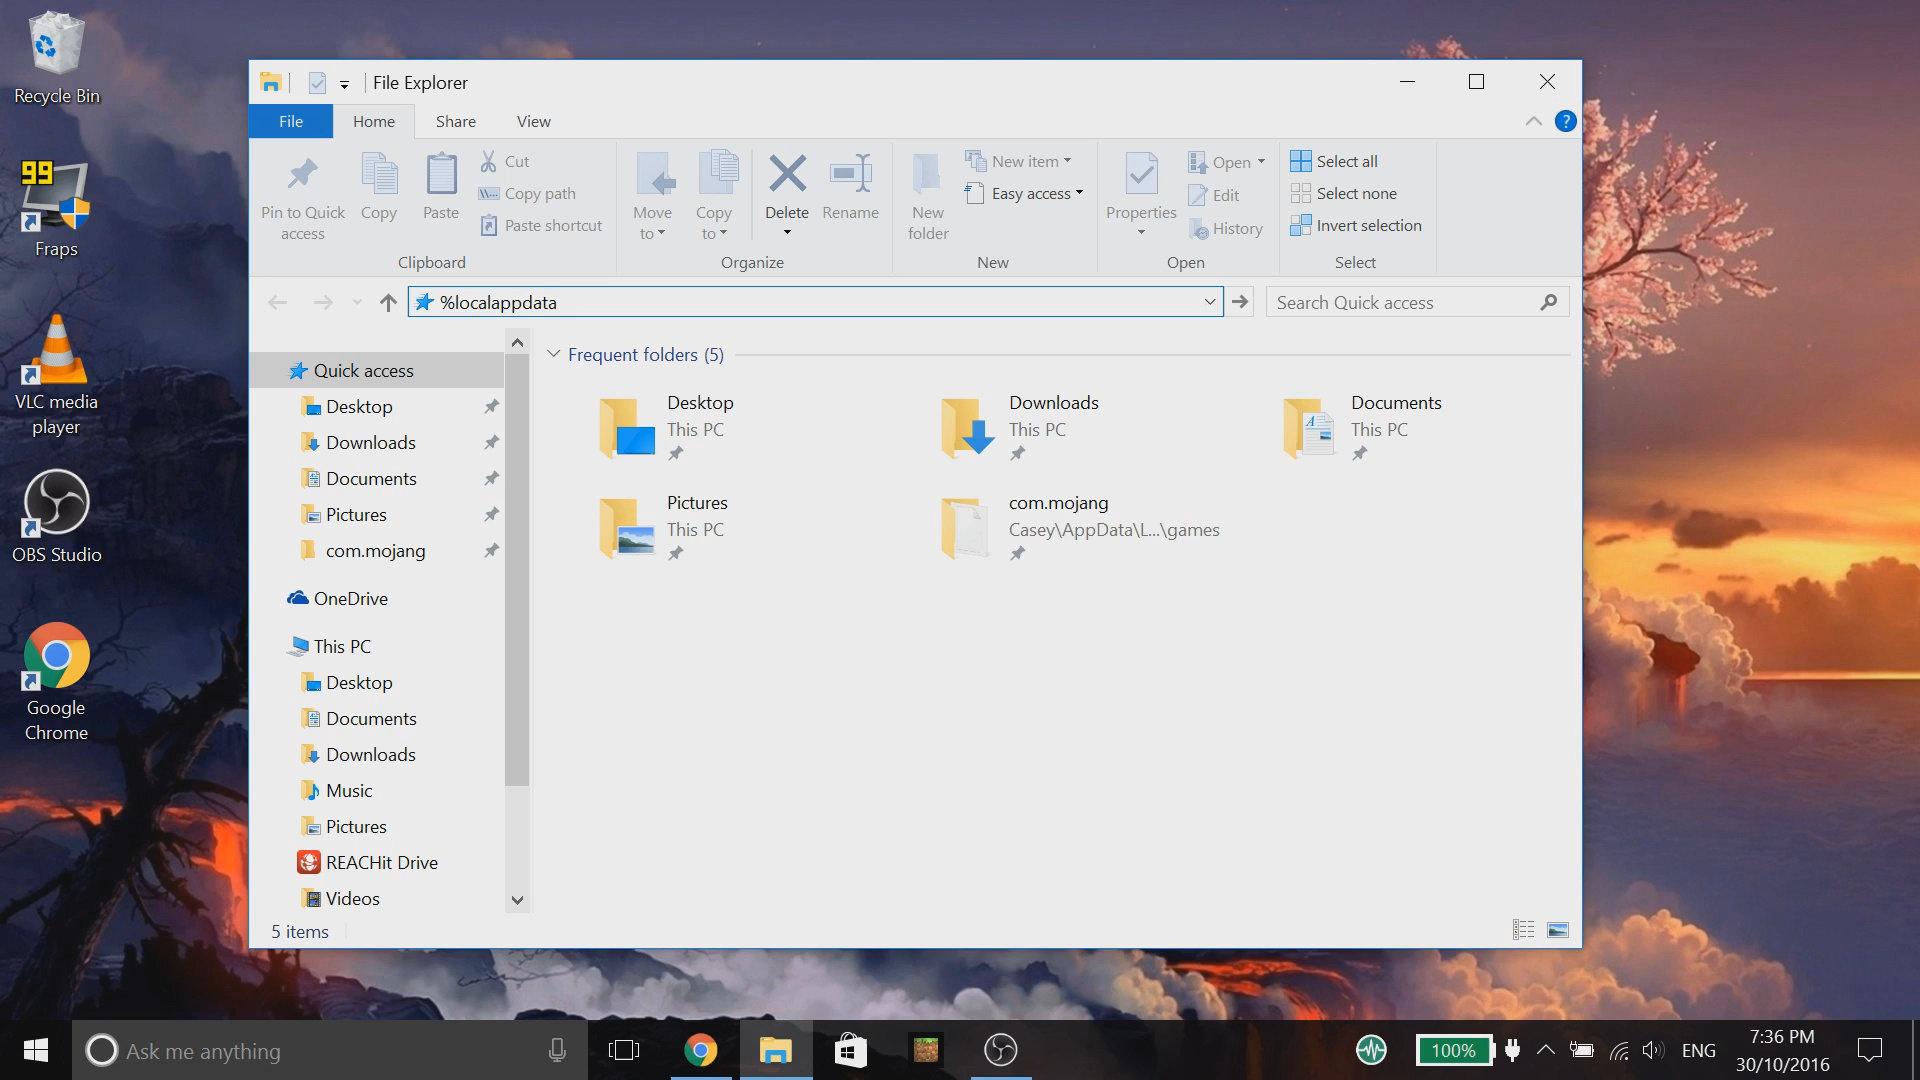 Recycle Bin
99
Fraps
VLC media
player
OBS Studio
Google
Chrome
File Explorer
File
Home
Share
View
?
Pin to Quick
access
Copy
Paste
Cut
Copy path
Paste shortcut
Clipboard
Move
to
Copy
to
Delete
Rename
Organize
New
folder
New item
Easy access
New
Properties
Open
Edit
History
Open
Select all
Select none
Invert selection
Select
%localappdata
Search Quick access
Quick access
Desktop
Downloads
Documents
Pictures
com.mojang
OneDrive
This PC
Desktop
Documents
Downloads
Music
Pictures
REACHit Drive
Videos
Frequent folders (5)
Desktop
This PC
Downloads
This PC
Documents
This PC
Pictures
This PC
com.mojang
Casey\AppData\L...\games
5 items
Ask me anything
100%
ENG
7:36 PM
30/10/2016